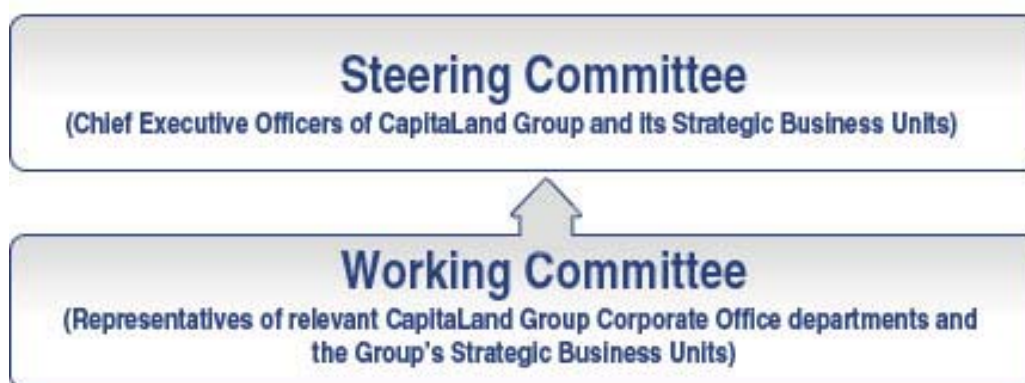 Steering Committee
(Chief Executive Officers of CapitaLand Group and its Strategic Business Units)
Working Committee
(Representatives of relevant CapitaLand Group Corporate Office departments and
the Group's Strategic Business Units)